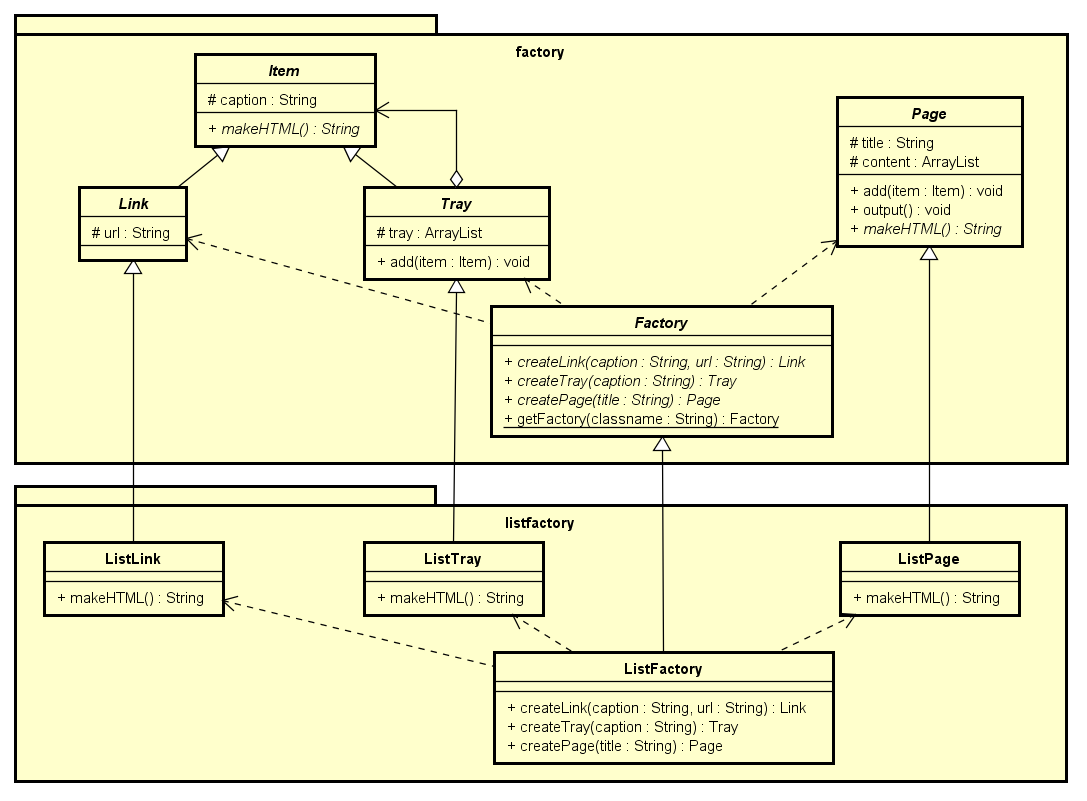 factory
Item
# caption : String
+ makeHTML() : String
Page
# title : String
# content : ArrayList
+ add(item : Item) : void
+ output() : void
+ makeHTML() : String
Link
# url : String
Tray
# tray : ArrayList
+ add(item : Item) : void
Factory
+ createLink(caption : String, url : String) : Link
+ createTray(caption : String) : Tray
+ createPage(title : String) : Page
+ getFactory(classname : String) : Factory
listfactory
ListLink
+ makeHTML() : String
ListTray
+ makeHTML() : String
ListPage
+ makeHTML() : String
ListFactory
+ createLink(caption : String, url : String) : Link
+ createTray(caption : String) : Tray
+ createPage(title : String) : Page